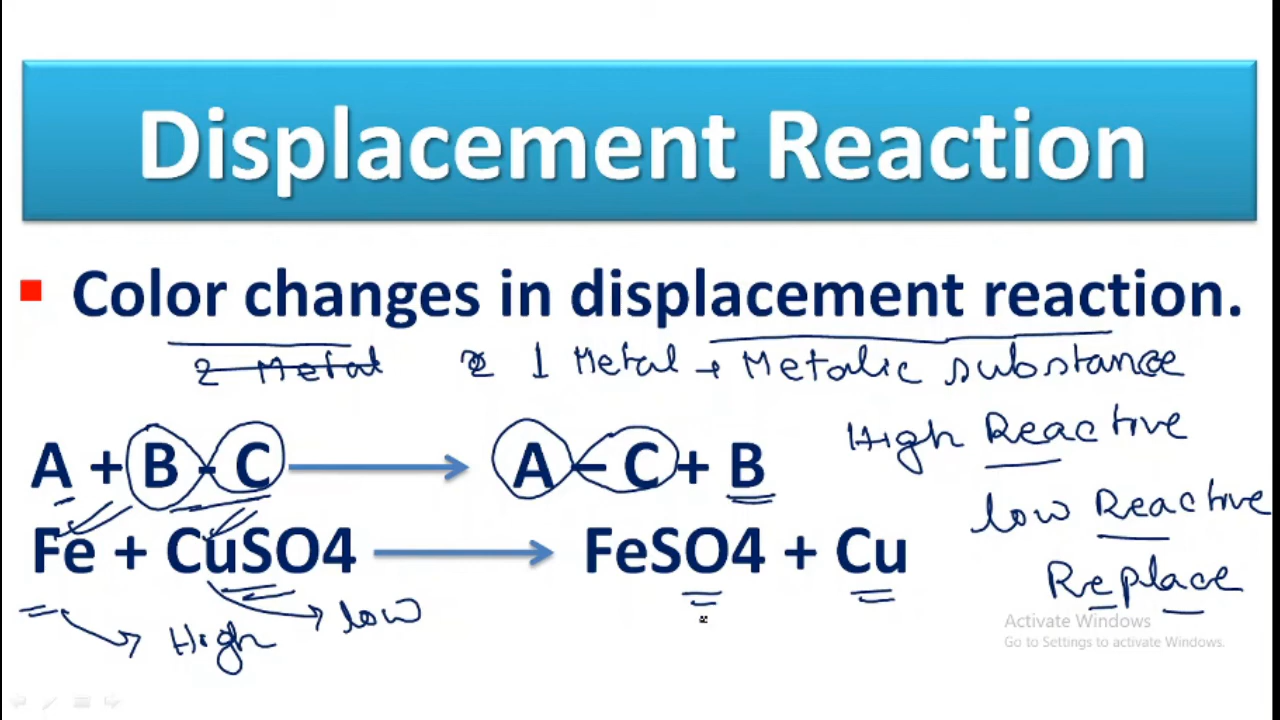 Displacement Reaction
Color changes in displacement reaction.
2 Metal 1 Metal → Metalic substance
A + B - C → A – C + B
High Reactive
low Reactive
Fe + CuSO4 → FeSO4 + Cu
Replace
High
low
Activate Windows
Go to Settings to activate Windows.